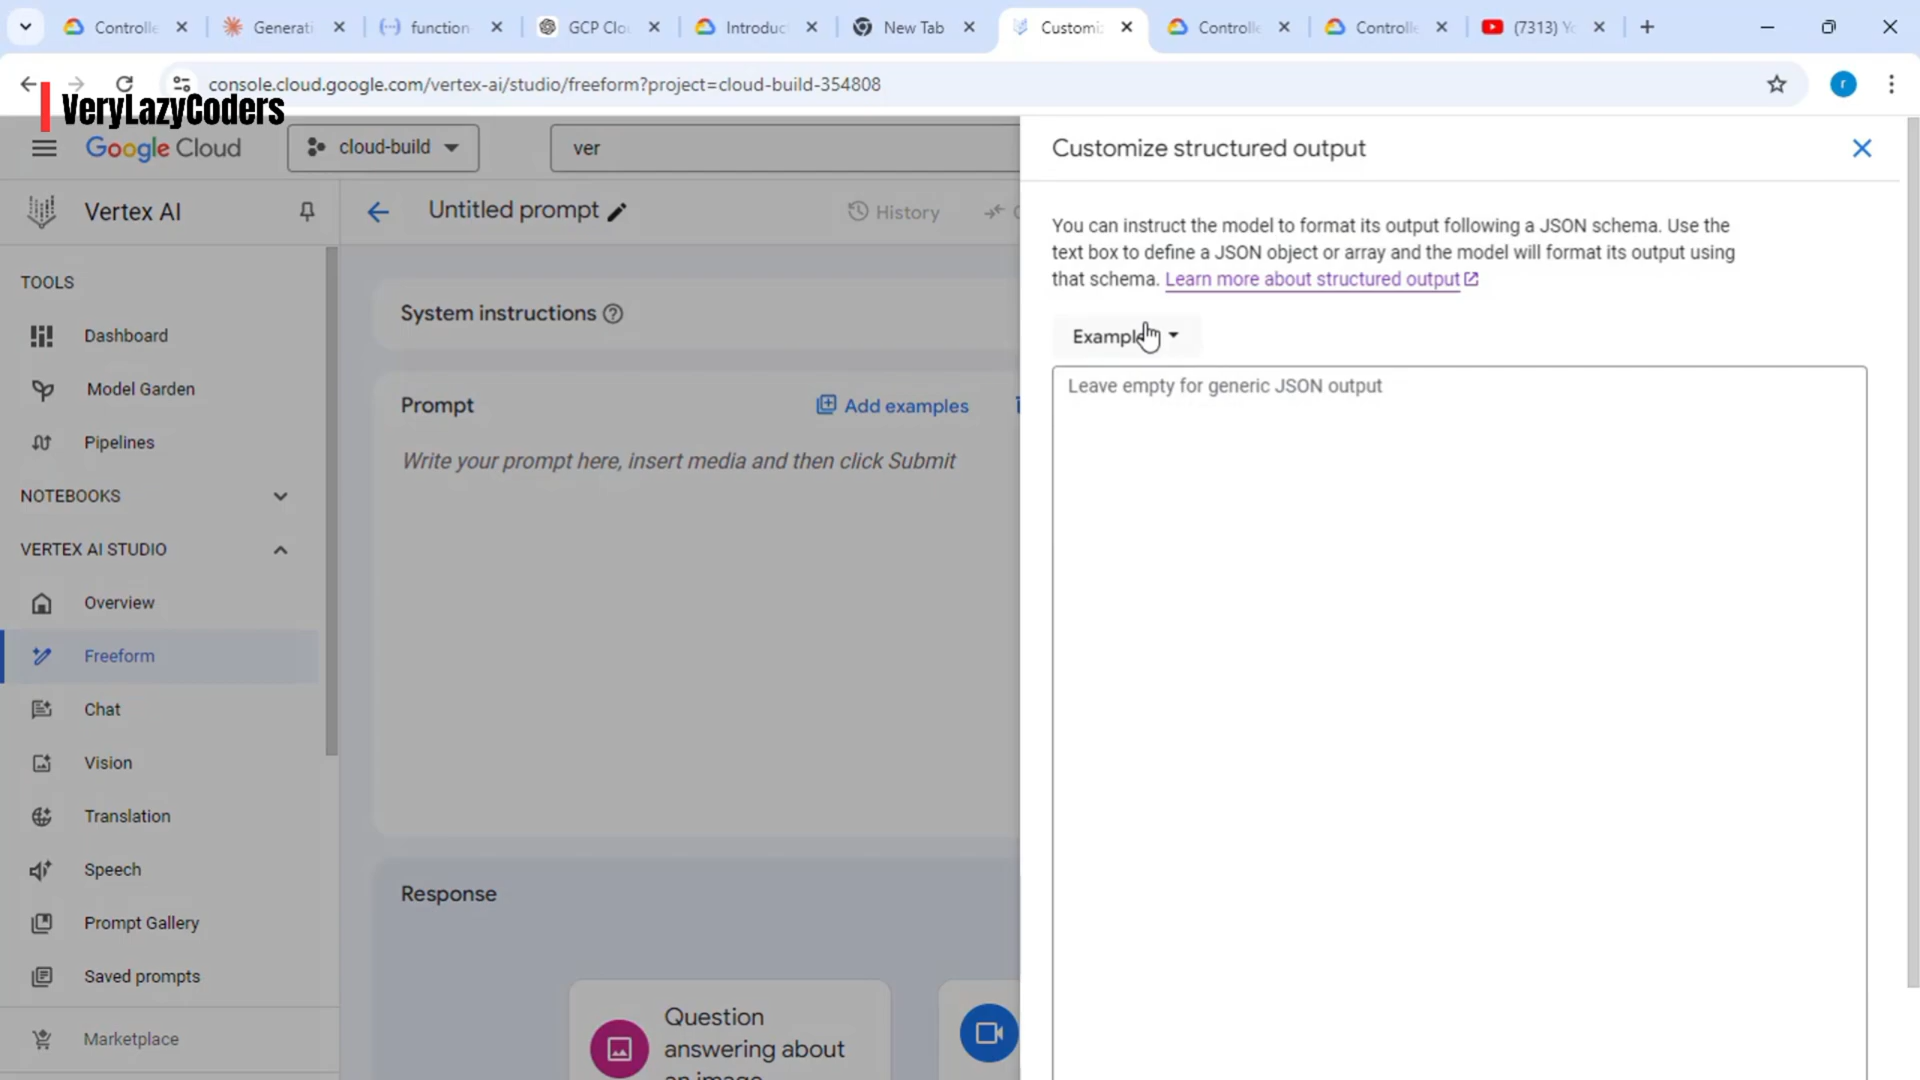 Controlle
Generati
function
GCP Clo
Introduc
New Tab
Customi
Controlle
Controlle
(7313) Yo
console.cloud.google.com/vertex-ai/studio/freeform?project=cloud-build-354808
r
VeryLazyCoders
Google Cloud
cloud-build
ver
Customize structured output
Vertex AI
Untitled prompt
History
You can instruct the model to format its output following a JSON schema. Use the
text box to define a JSON object or array and the model will format its output using
that schema. Learn more about structured output
TOOLS
System instructions
Dashboard
Example
Model Garden
Leave empty for generic JSON output
Prompt
Add examples
Pipelines
Write your prompt here, insert media and then click Submit
NOTEBOOKS
VERTEX AI STUDIO
Overview
Freeform
Chat
Vision
Translation
Speech
Response
Prompt Gallery
Saved prompts
Question
answering about
an image
Marketplace